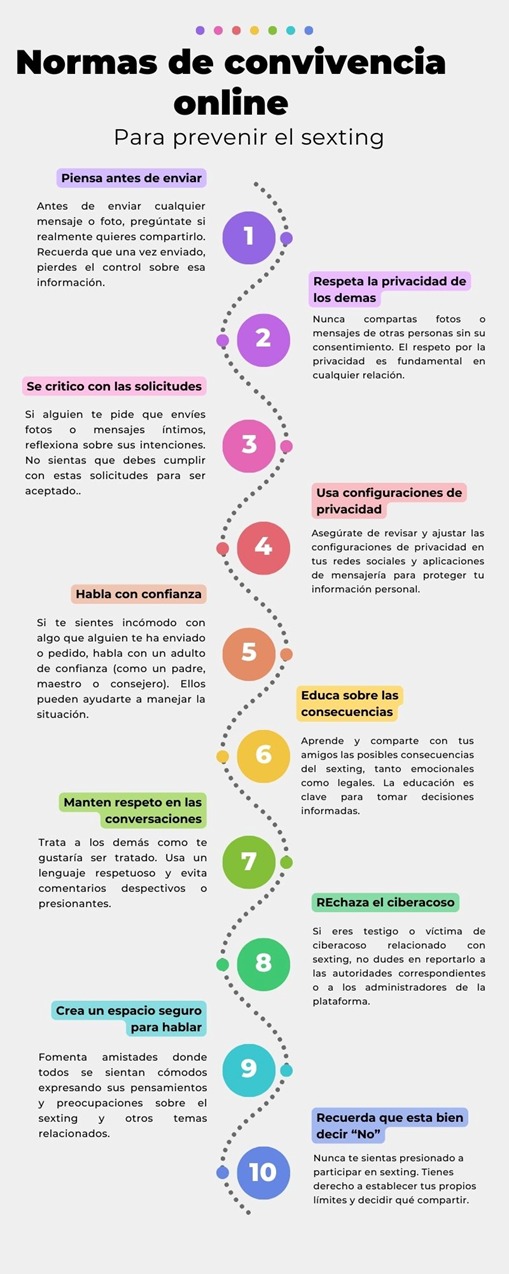 Normas de convivencia
online
Para prevenir el sexting
Piensa antes de enviar
Antes de enviar cualquier
mensaje o foto, pregúntate si
realmente quieres compartirlo.
Recuerda que una vez enviado,
pierdes el control sobre esa
información.
1
Respeta la privacidad de
los demas
Nunca compartas fotos o
mensajes de otras personas sin su
consentimiento. El respeto por la
privacidad es fundamental en
cualquier relación.
2
Se critico con las solicitudes
Si alguien te pide que envíes
fotos o mensajes íntimos,
reflexiona sobre sus intenciones.
No sientas que debes cumplir
con estas solicitudes para ser
aceptado..
3
Usa configuraciones de
privacidad
Asegúrate de revisar y ajustar las
configuraciones de privacidad en
tus redes sociales y aplicaciones
de mensajería para proteger tu
información personal.
4
Habla con confianza
Si te sientes incómodo con
algo que alguien te ha enviado
o pedido, habla con un adulto
de confianza (como un padre,
maestro o consejero). Ellos
pueden ayudarte a manejar la
situación.
5
Educa sobre las
consecuencias
Aprende y comparte con tus
amigos las posibles consecuencias
del sexting, tanto emocionales
como legales. La educación es
clave para tomar decisiones
informadas.
6
Manten respeto en las
conversaciones
Trata a los demás como te
gustaría ser tratado. Usa un
lenguaje respetuoso y evita
comentarios despectivos o
presionantes.
7
REchaza el ciberacoso
Si eres testigo o víctima de
ciberacoso relacionado con
sexting, no dudes en reportarlo a
las autoridades correspondientes
o a los administradores de la
plataforma.
8
Crea un espacio seguro
para hablar
Fomenta amistades donde
todos se sientan cómodos
expresando sus pensamientos
y preocupaciones sobre el
sexting y otros temas
relacionados.
9
Recuerda que esta bien
decir “No”
Nunca te sientas presionado a
participar en sexting. Tienes
derecho a establecer tus propios
límites y decidir qué compartir.
10